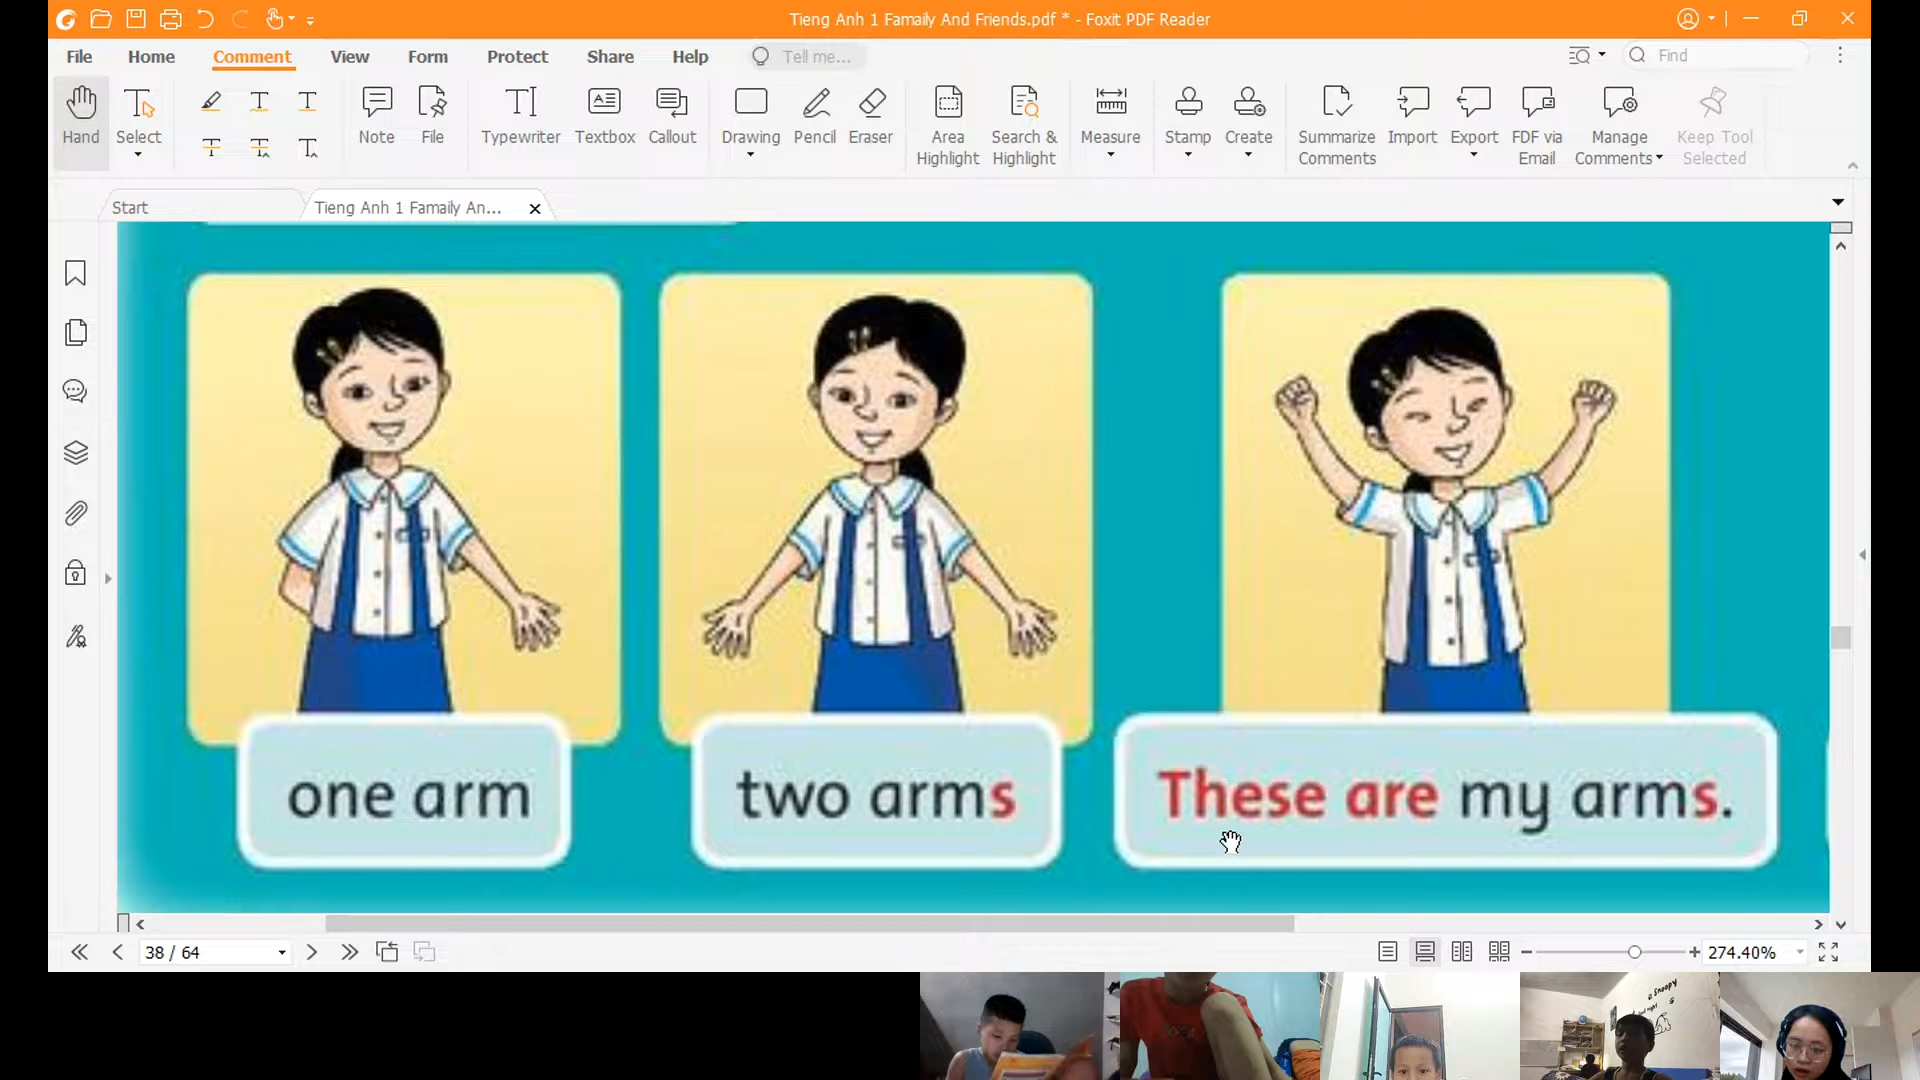 Tieng Anh 1 Famaily And Friends.pdf * - Foxit PDF Reader
File Home Comment View Form Protect Share Help Tell me... Find
Hand Select Note File Typewriter Textbox Callout Drawing Pencil Eraser Area Highlight Search & Highlight Measure Stamp Create Summarize Comments Import Export FDF via Email Manage Comments Keep Tool Selected
Start Tieng Anh 1 Famaily An...
one arm
two arms
These are my arms.
38 / 64
274.40%
Snoopy